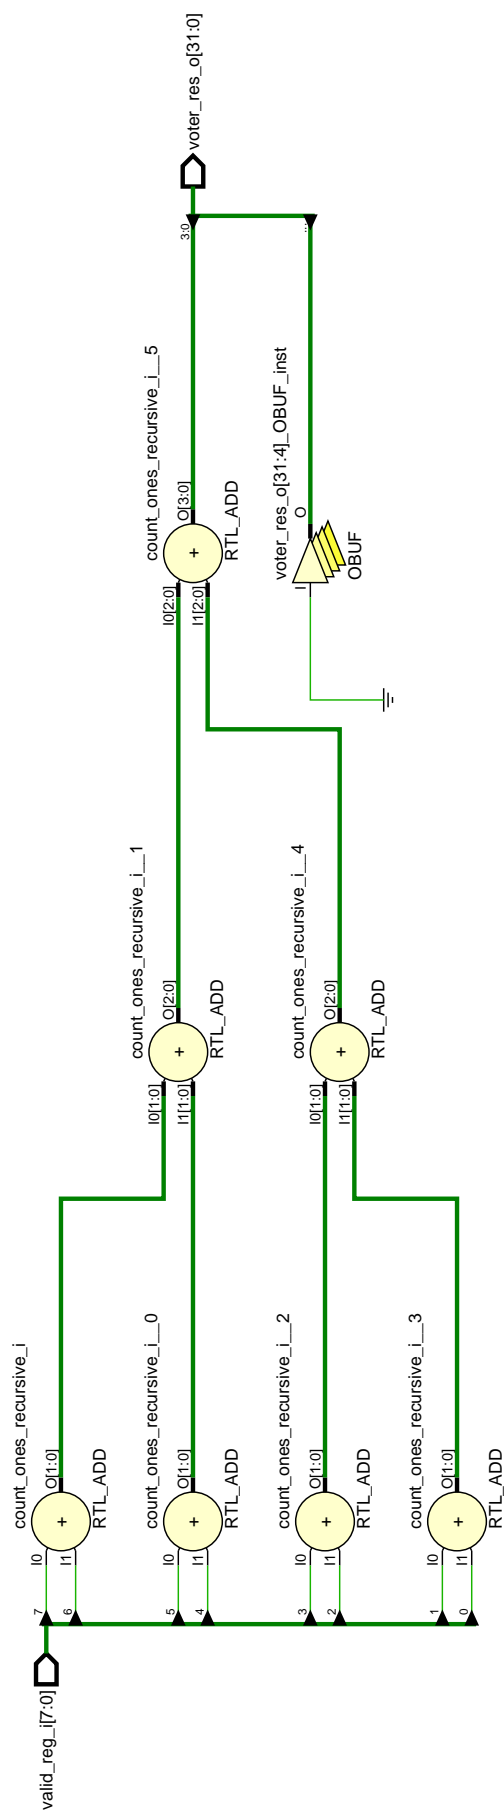 valid_reg_i[7:0]
7
6
5
4
3
2
1
0
count_ones_recursive_i
I0
I1
O[1:0]
+
RTL_ADD
count_ones_recursive_i__0
I0
I1
O[1:0]
+
RTL_ADD
count_ones_recursive_i__2
I0
I1
O[1:0]
+
RTL_ADD
count_ones_recursive_i__3
I0
I1
O[1:0]
+
RTL_ADD
count_ones_recursive_i__1
I0[1:0]
I1[1:0]
O[2:0]
+
RTL_ADD
count_ones_recursive_i__4
I0[1:0]
I1[1:0]
O[2:0]
+
RTL_ADD
count_ones_recursive_i__5
I0[2:0]
I1[2:0]
O[3:0]
+
RTL_ADD
voter_res_o[31:4]_OBUF_inst
I
O
OBUF
3:0
..
voter_res_o[31:0]